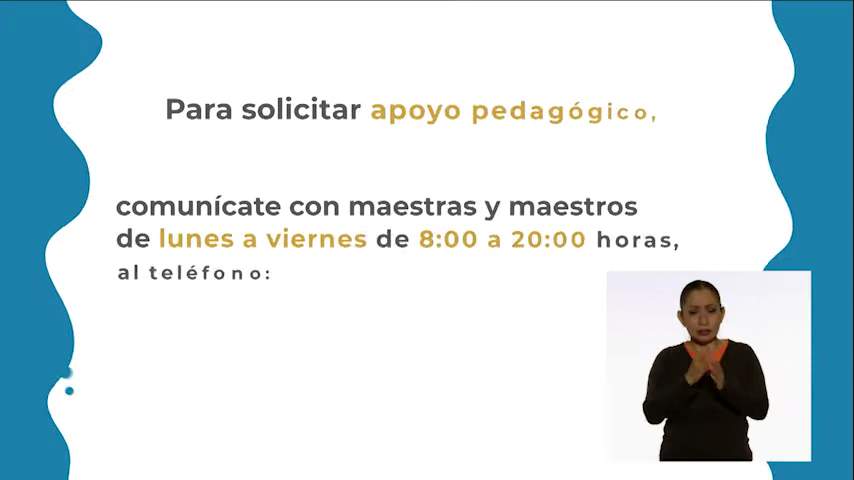 Para solicitar apoyo pedagógico,
comunícate con maestras y maestros
de lunes a viernes de 8:00 a 20:00 horas,
al teléfono: